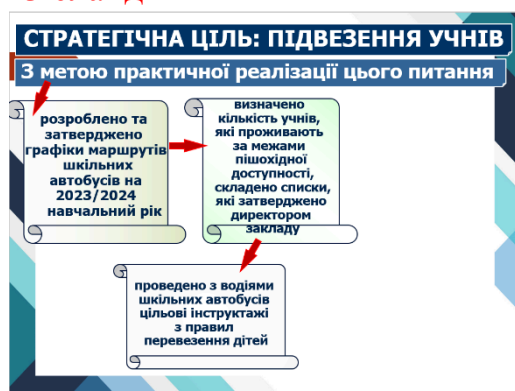 СТРАТЕГІЧНА ЦІЛЬ: ПІДВЕЗЕННЯ УЧНІВ
З метою практичної реалізації цього питання
розроблено та
затверджено
графіки маршрутів
шкільних
автобусів на
2023/2024
навчальний рік
визначено
кількість учнів,
які проживають
за межами
пішохідної
доступності,
складено списки,
які затверджено
директором
закладу
проведено з водіями
шкільних автобусів
цільові інструктажі
з правил
перевезення дітей